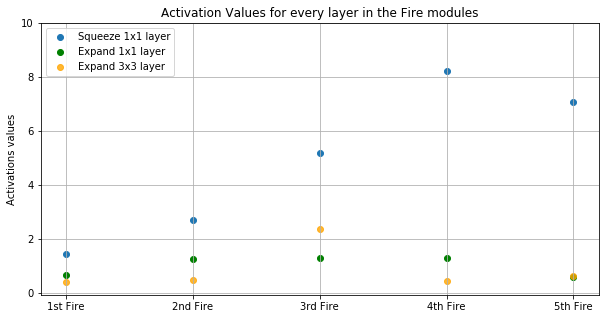 Activation Values for every layer in the Fire modules
Squeeze 1x1 layer
Expand 1x1 layer
Expand 3x3 layer
Activations values
10
8
6
4
2
0
1st Fire
2nd Fire
3rd Fire
4th Fire
5th Fire